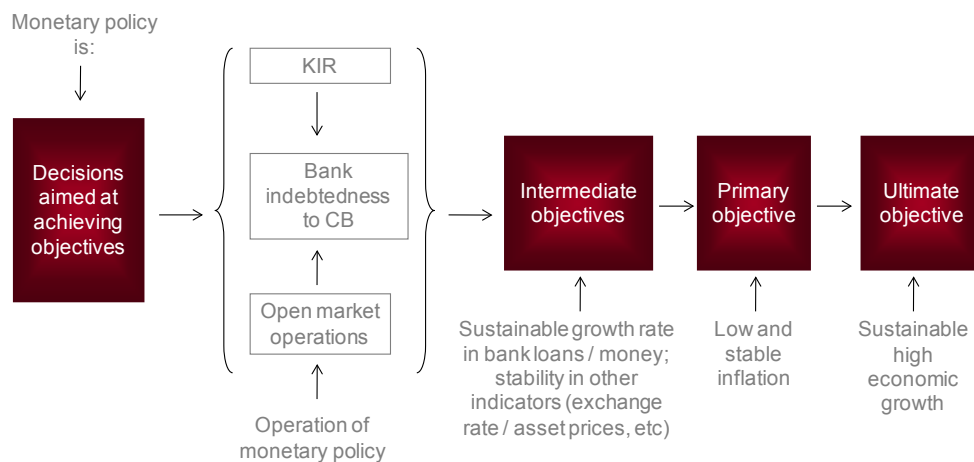 Monetary policy
is:
Decisions
aimed at
achieving
objectives
KIR
Bank
indebtedness
to CB
Open market
operations
Operation of
monetary policy
Intermediate
objectives
Sustainable growth rate
in bank loans / money;
stability in other
indicators (exchange
rate / asset prices, etc)
Primary
objective
Low and
stable
inflation
Ultimate
objective
Sustainable
high
economic
growth